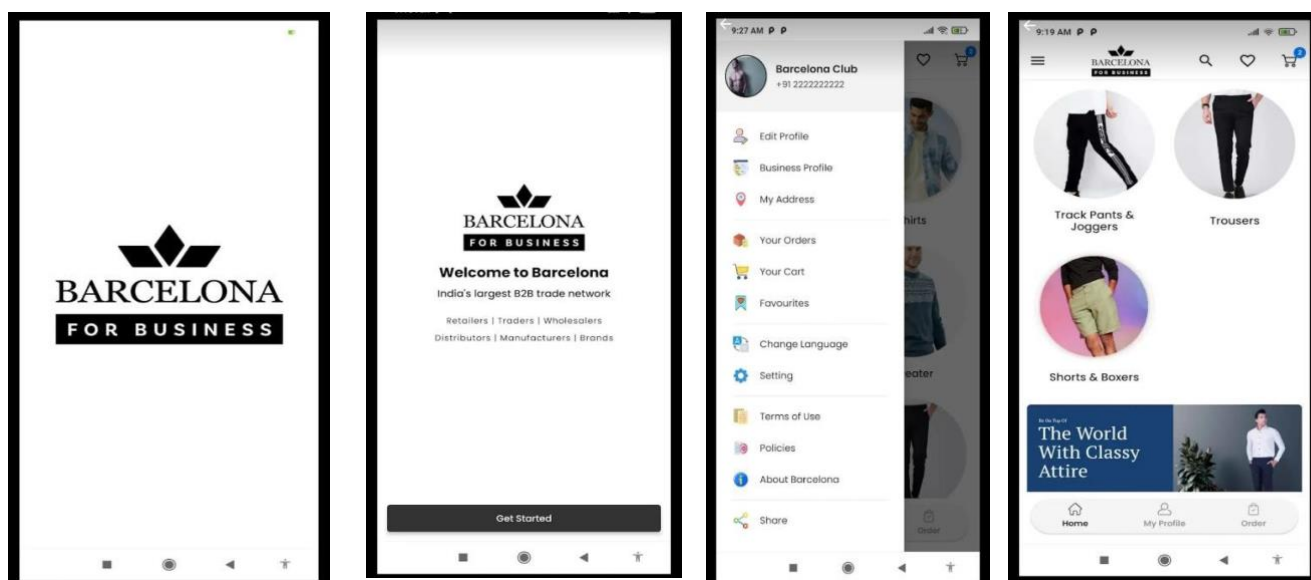 BARCELONA
FOR BUSINESS
BARCELONA
FOR BUSINESS
Welcome to Barcelona
India's largest B2B trade network
Retailers | Traders | Wholesalers
Distributors | Manufacturers | Brands
Get Started
9:27 AM
Barcelona Club
+91 2222222222
Edit Profile
Business Profile
My Address
Your Orders
Your Cart
Favourites
Change Language
Setting
Terms of Use
Policies
About Barcelona
Share
hirts
eater
Order
9:19 AM
BARCELONA
FOR BUSINESS
2
Track Pants &
Joggers
Trousers
Shorts & Boxers
The World
With Classy
Attire
Home
My Profile
Order